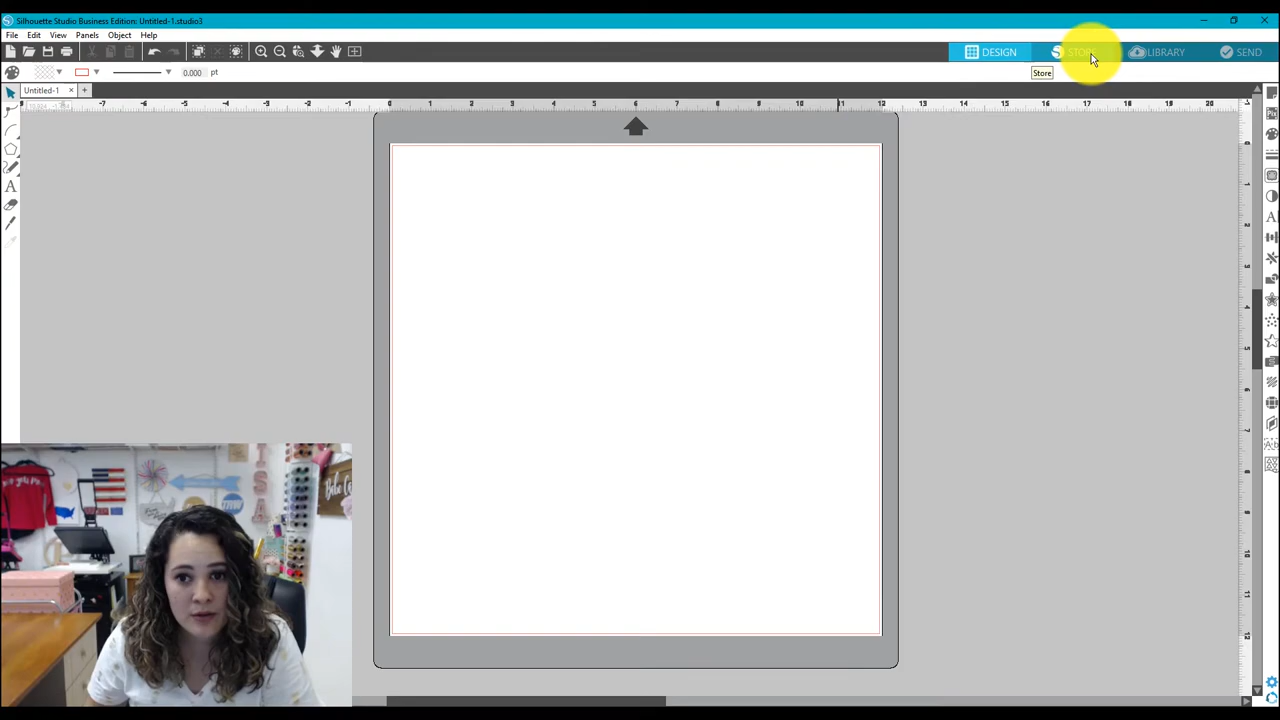 Silhouette Studio Business Edition: Untitled-1.studio3
File Edit View Panels Object Help
DESIGN STORE LIBRARY SEND
0.000 pt
Store
Untitled-1
-7 -6 -5 -4 -3 -2 -1 0 1 2 3 4 5 6 7 8 9 10 11 12 13 14 15 16 17 18 19 20